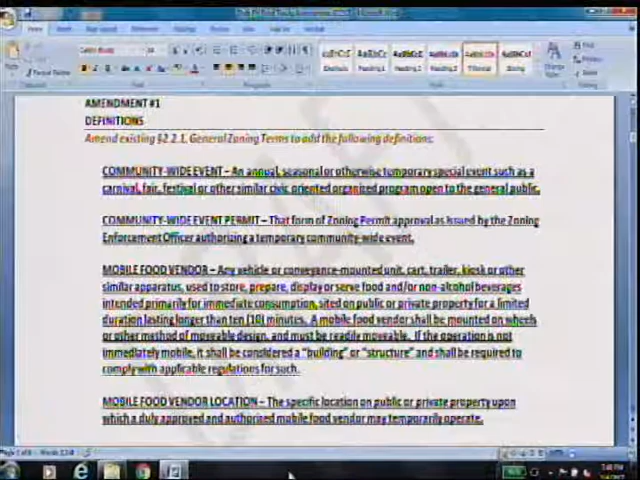 AMENDMENT #1
DEFINITIONS
Amend existing §2.2.1, General Zoning Terms to add the following definitions:
COMMUNITY-WIDE EVENT – An annual, seasonal or otherwise temporary special event such as a
carnival, fair, festival or other similar civic oriented organized program open to the general public.
COMMUNITY-WIDE EVENT PERMIT – That form of Zoning Permit approval as issued by the Zoning
Enforcement Officer authorizing a temporary community-wide event.
MOBILE FOOD VENDOR – Any vehicle or conveyance-mounted unit, cart, trailer, kiosk or other
similar apparatus, used to store, prepare, display or serve food and/or non-alcohol beverages
intended primarily for immediate consumption, sited on public or private property for a limited
duration lasting longer than ten (10) minutes. A mobile food vendor shall be mounted on wheels
or other method of moveable design, and must be readily moveable. If the operation is not
immediately mobile, it shall be considered a "building" or "structure" and shall be required to
comply with applicable regulations for such.
MOBILE FOOD VENDOR LOCATION – The specific location on public or private property upon
which a duly approved and authorized mobile food vendor may temporarily operate.